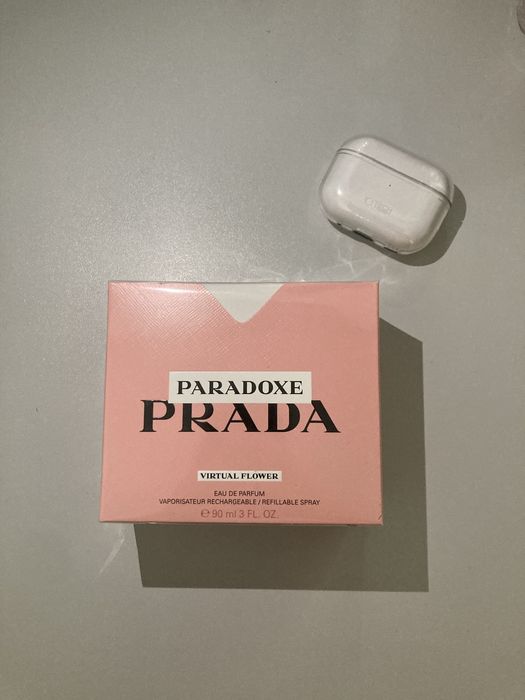 PARADOXE
PRADA
VIRTUAL FLOWER
EAU DE PARFUM
VAPORISATEUR RECHARGEABLE / REFILLABLE SPRAY
℮ 90 ml 3 FL. OZ.